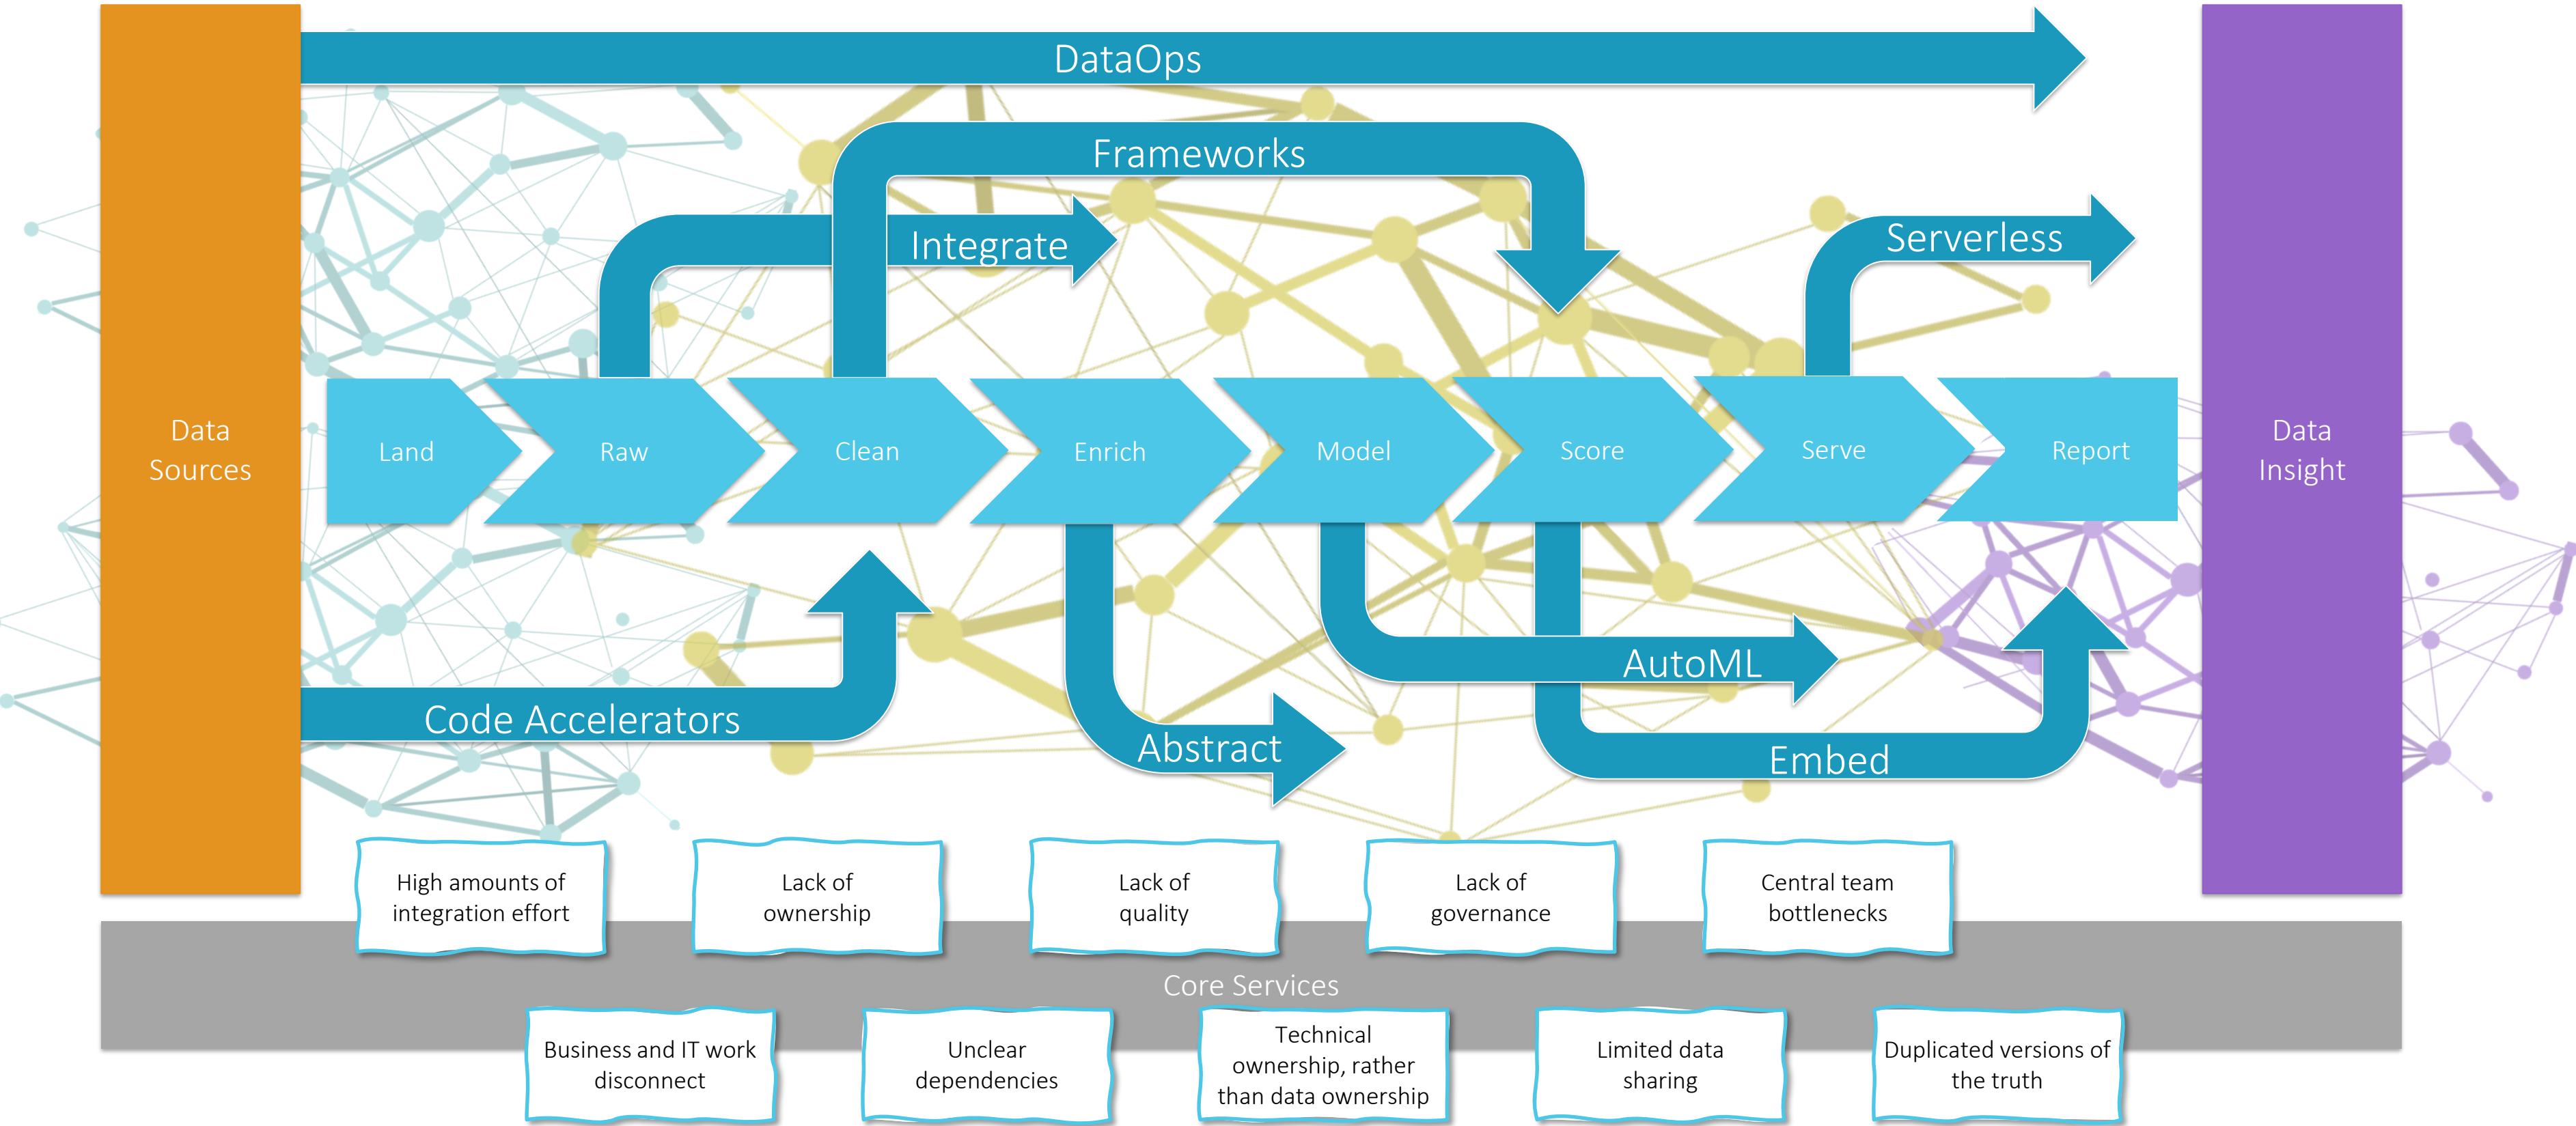 DataOps
Frameworks
Integrate
Serverless
Data
Sources
Land
Raw
Clean
Enrich
Model
Score
Serve
Report
Data
Insight
AutoML
Code Accelerators
Abstract
Embed
High amounts of
integration effort
Lack of
ownership
Lack of
quality
Lack of
governance
Central team
bottlenecks
Core Services
Business and IT work
disconnect
Unclear
dependencies
Technical
ownership, rather
than data ownership
Limited data
sharing
Duplicated versions of
the truth